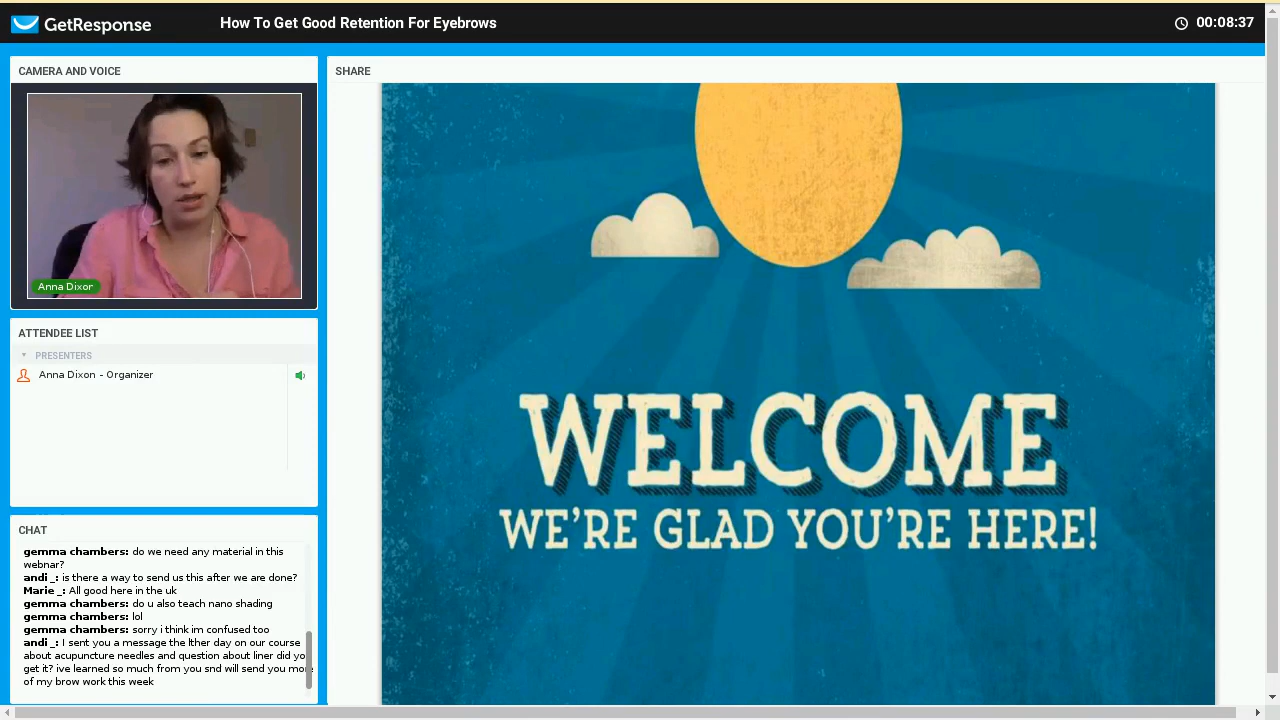 GetResponse
How To Get Good Retention For Eyebrows
00:08:37
CAMERA AND VOICE
Anna Dixon
ATTENDEE LIST
PRESENTERS
Anna Dixon - Organizer
CHAT
gemma chambers: do we need any material in this
webnar?
andi _: is there a way to send us this after we are done?
Marie _: All good here in the uk
gemma chambers: do u also teach nano shading
gemma chambers: lol
gemma chambers: sorry i think im confused too
andi _: I sent you a message the lther day on our course
about acupuncture needles and question about liner did yo
get it? ive learned so much from you snd will send you more
of my brow work this week
SHARE
WELCOME
WE'RE GLAD YOU'RE HERE!